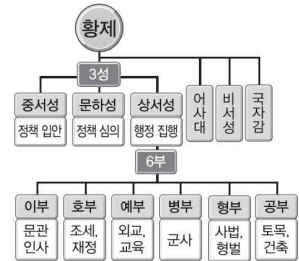 황제
3성
중서성 문하성 상서성 어사대 비서성 국자감
정책 입안 정책 심의 행정 집행
6부
이부 호부 예부 병부 형부 공부
문관 조세, 외교, 군사 사법, 토목,
인사 재정 교육 형벌 건축